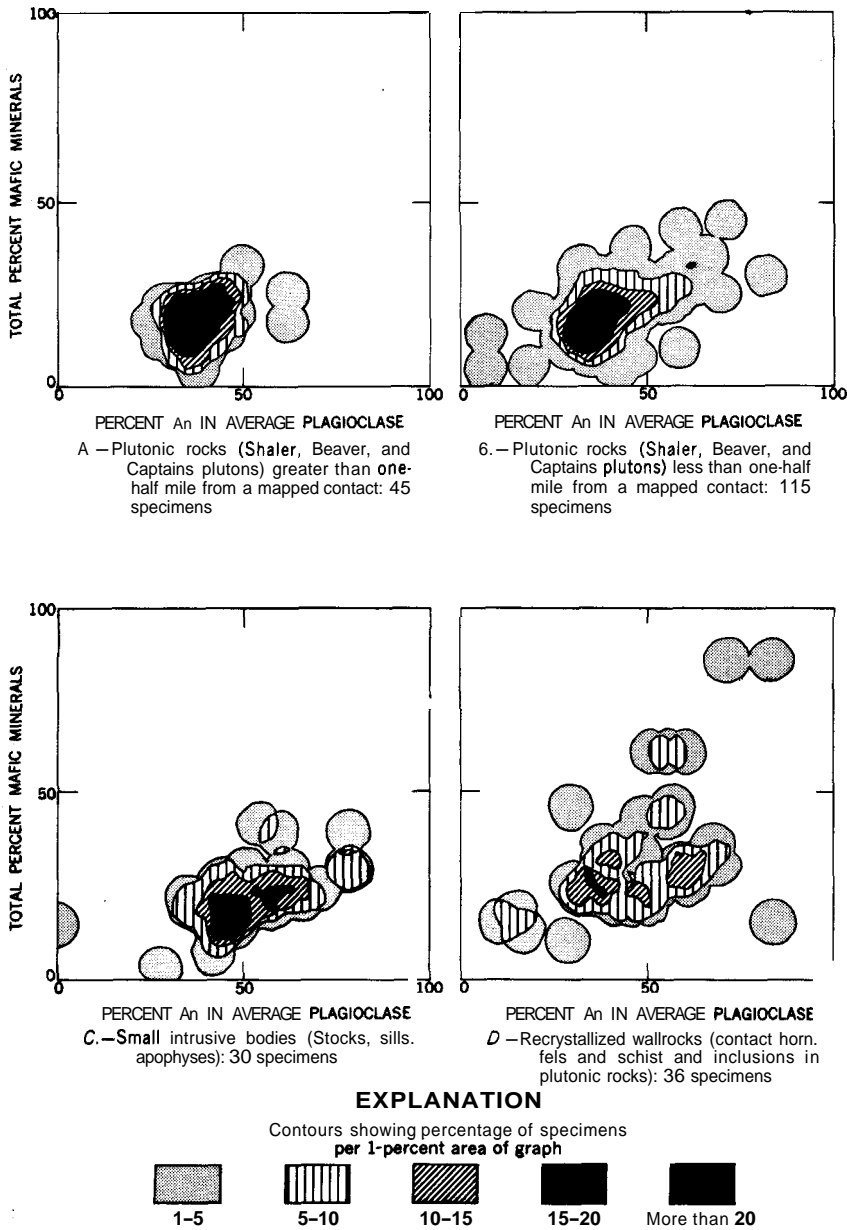 100
50
0
0
50
100
TOTAL PERCENT MAFIC MINERALS
PERCENT An IN AVERAGE PLAGIOCLASE
A —Plutonic rocks (Shaler, Beaver, and
Captains plutons) greater than one-
half mile from a mapped contact: 45
specimens
50
0
50
100
PERCENT An IN AVERAGE PLAGIOCLASE
6.—Plutonic rocks (Shaler, Beaver, and
Captains plutons) less than one-half
mile from a mapped contact: 115
specimens
100
50
0
0
50
100
TOTAL PERCENT MAFIC MINERALS
PERCENT An IN AVERAGE PLAGIOCLASE
C.—Small intrusive bodies (Stocks, sills.
apophyses): 30 specimens
50
50
PERCENT An IN AVERAGE PLAGIOCLASE
D —Recrystallized wallrocks (contact horn.
fels and schist and inclusions in
plutonic rocks): 36 specimens
EXPLANATION
Contours showing percentage of specimens
per 1-percent area of graph
1–5 5–10 10–15 15–20 More than 20